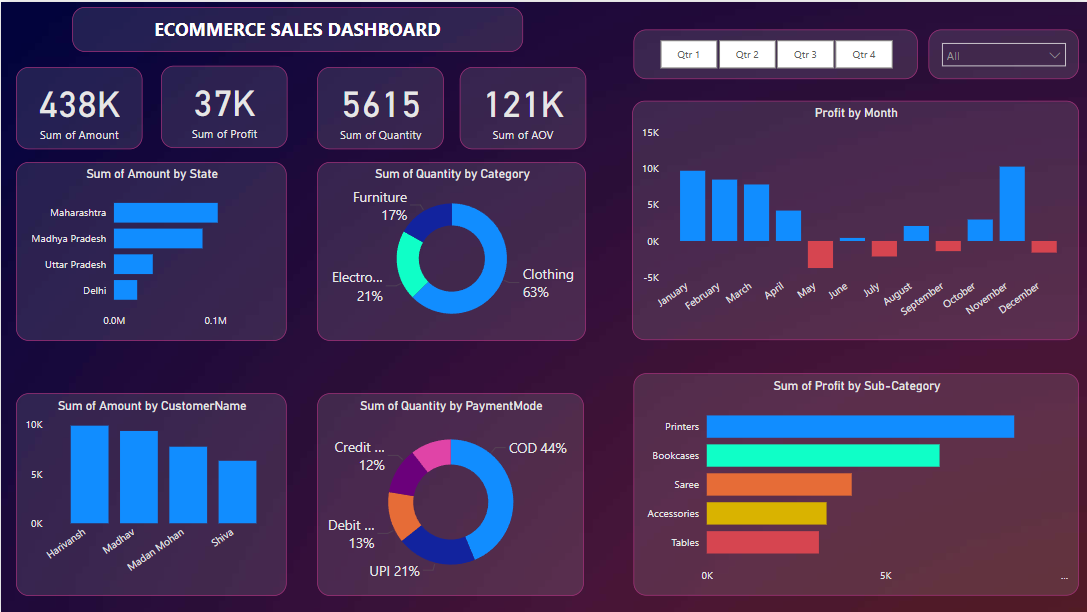 ECOMMERCE SALES DASHBOARD
Qtr 1
Qtr 2
Qtr 3
Qtr 4
All
438K
Sum of Amount
37K
Sum of Profit
5615
Sum of Quantity
121K
Sum of AOV
Sum of Amount by State
Maharashtra
Madhya Pradesh
Uttar Pradesh
Delhi
0.0M
0.1M
Sum of Quantity by Category
Furniture
17%
Electro...
21%
Clothing
63%
Profit by Month
15K
10K
5K
0K
-5K
January
February
March
April
May
June
July
August
September
October
November
December
Sum of Amount by CustomerName
10K
5K
0K
Harivansh
Madhav
Madan Mohan
Shiva
Sum of Quantity by PaymentMode
Credit ...
12%
COD 44%
Debit ...
13%
UPI 21%
Sum of Profit by Sub-Category
Printers
Bookcases
Saree
Accessories
Tables
0K
5K
...